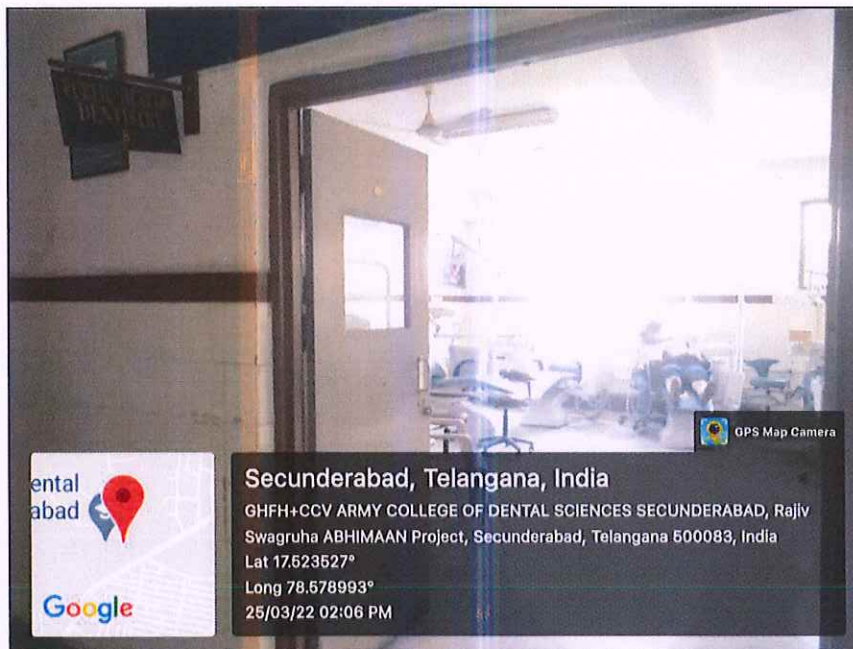 DENTISTRY
GPS Map Camera
ental
abad
Google
Secunderabad, Telangana, India
GHFH+CCV ARMY COLLEGE OF DENTAL SCIENCES SECUNDERABAD, Rajiv
Swagruha ABHIMAAN Project, Secunderabad, Telangana 500083, India
Lat 17.523527°
Long 78.578993°
25/03/22 02:06 PM